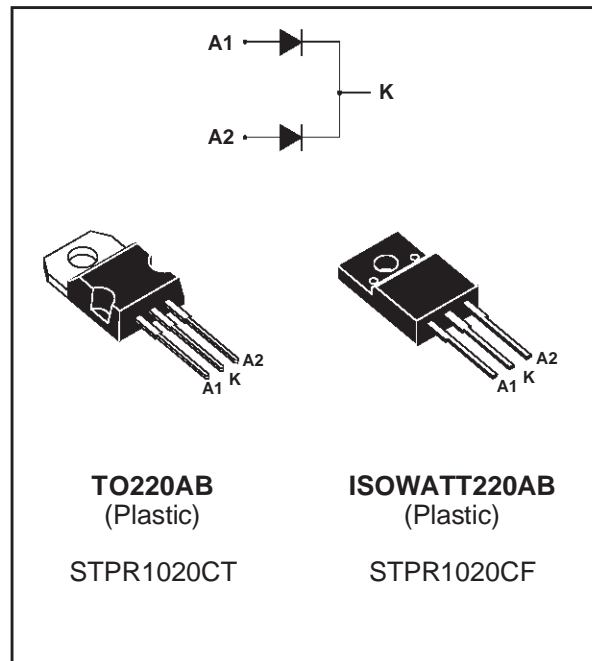 A1
K
A2
A2
K
A1
A2
K
A1
TO220AB
(Plastic)
STPR1020CT
ISOWATT220AB
(Plastic)
STPR1020CF